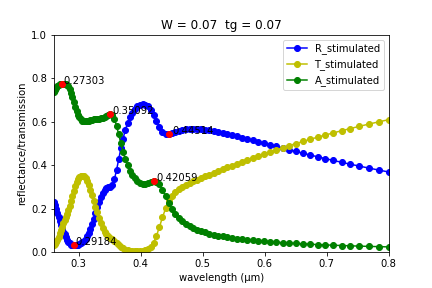 W = 0.07 tg = 0.07
reflectance/transmission
1.0
0.8
0.6
0.4
0.2
0.0
R_stimulated
T_stimulated
A_stimulated
0.27303
0.42059
0.29184
0.3
0.4
0.5
0.6
0.7
0.8
wavelength (μm)